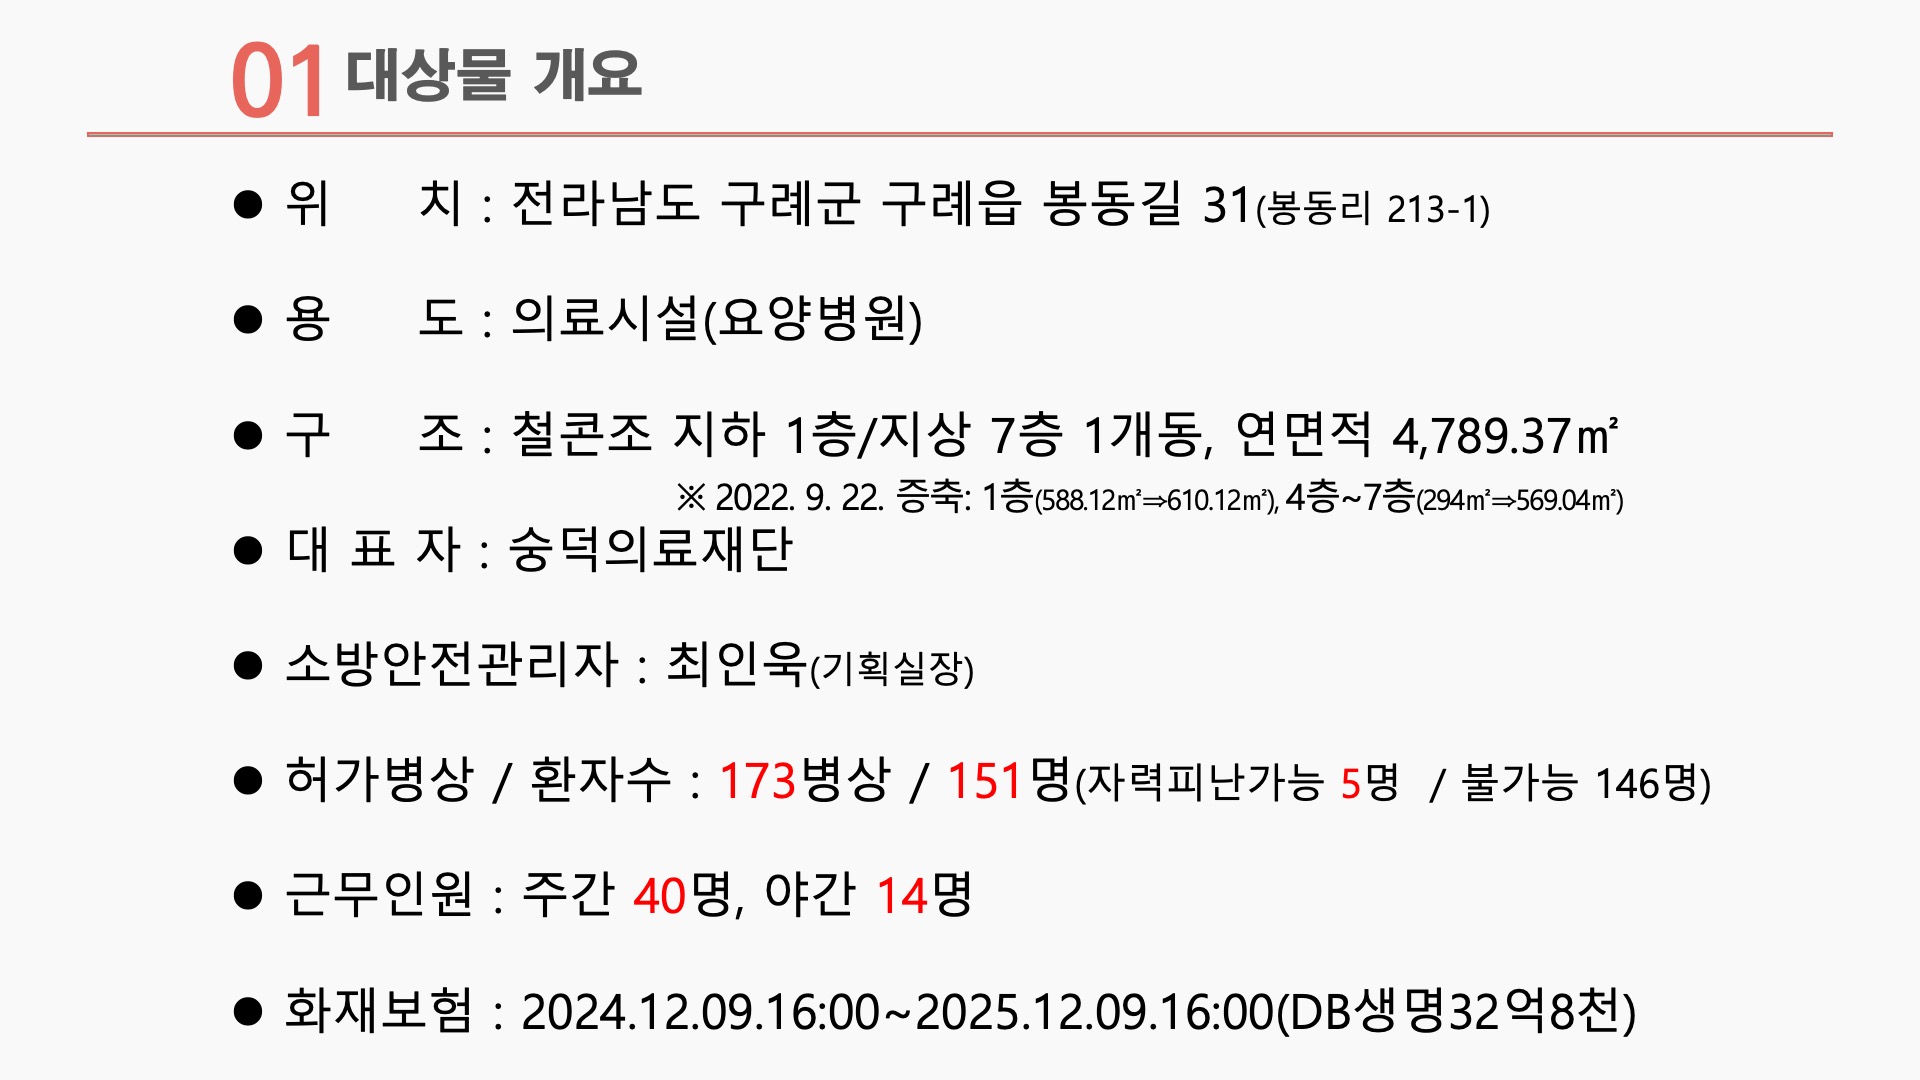 01 대상물 개요
● 위 치 : 전라남도 구례군 구례읍 봉동길 31(봉동리 213-1)
● 용 도 : 의료시설(요양병원)
● 구 조 : 철콘조 지하 1층/지상 7층 1개동, 연면적 4,789.37㎡
※ 2022. 9. 22. 증축: 1층(588.12㎡⇒610.12㎡), 4층~7층(294㎡⇒569.04㎡)
● 대 표 자 : 숭덕의료재단
● 소방안전관리자 : 최인욱(기획실장)
● 허가병상 / 환자수 : 173병상 / 151명(자력피난가능 5명 / 불가능 146명)
● 근무인원 : 주간 40명, 야간 14명
● 화재보험 : 2024.12.09.16:00~2025.12.09.16:00(DB생명32억8천)